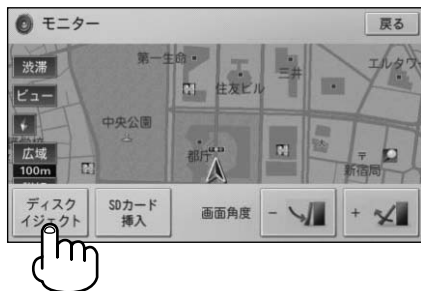 モニター
戻る
渋滞
ビュー
広域
100m
第一生命
住友ビル
三井
エルタワー
中央公園
都庁
新宿局
ディスク
イジェクト
SDカード
挿入
画面角度
-
+